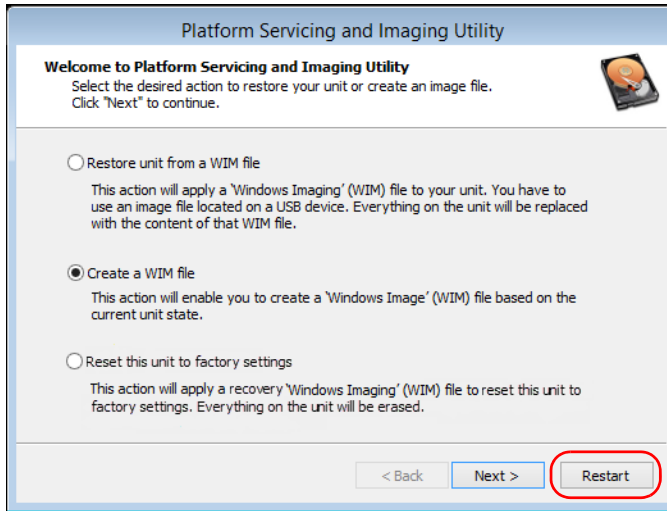 Platform Servicing and Imaging Utility
Welcome to Platform Servicing and Imaging Utility
Select the desired action to restore your unit or create an image file.
Click "Next" to continue.
Restore unit from a WIM file
This action will apply a 'Windows Imaging' (WIM) file to your unit. You have to
use an image file located on a USB device. Everything on the unit will be replaced
with the content of that WIM file.
Create a WIM file
This action will enable you to create a 'Windows Image' (WIM) file based on the
current unit state.
Reset this unit to factory settings
This action will apply a recovery 'Windows Imaging' (WIM) file to reset this unit to
factory settings. Everything on the unit will be erased.
< Back Next > Restart